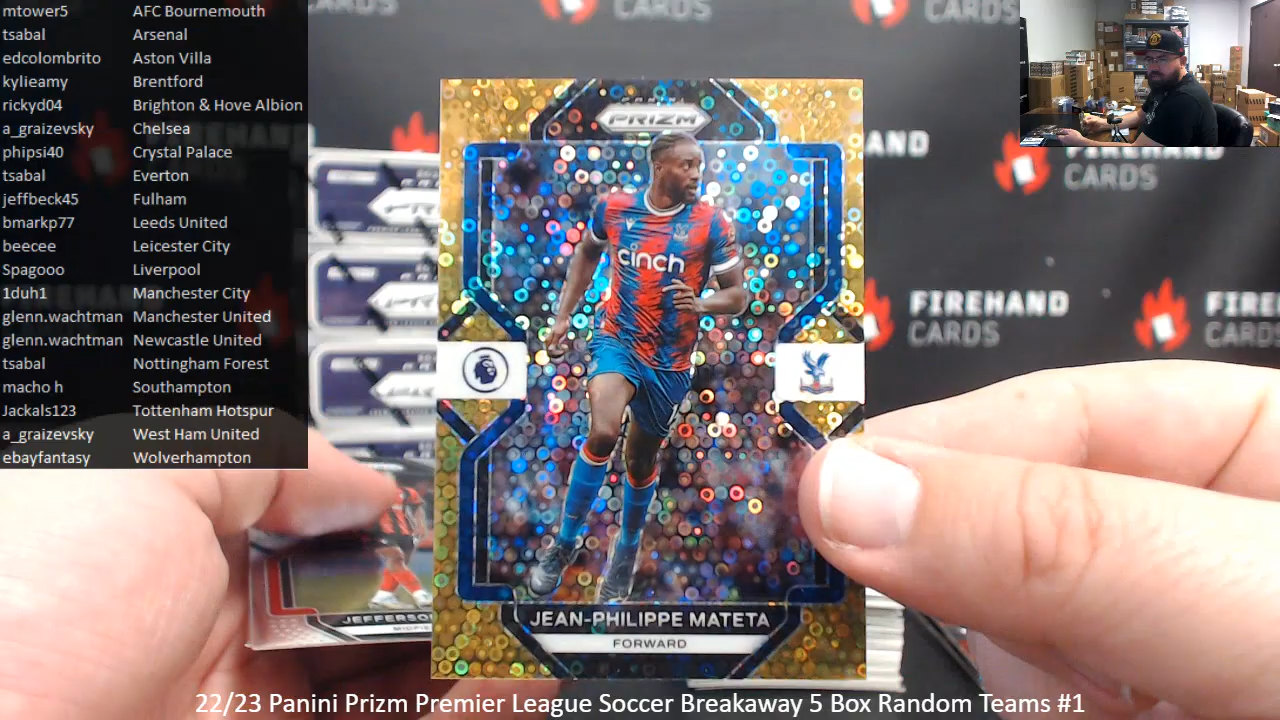 mtower5 AFC Bournemouth
tsabal Arsenal
edcolombrito Aston Villa
kylieamy Brentford
rickyd04 Brighton & Hove Albion
a_graizevsky Chelsea
phipsi40 Crystal Palace
tsabal Everton
jeffbeck45 Fulham
bmarkp77 Leeds United
beecee Leicester City
Spagooo Liverpool
1duh1 Manchester City
glenn.wachtman Manchester United
glenn.wachtman Newcastle United
tsabal Nottingham Forest
macho h Southampton
Jackals123 Tottenham Hotspur
a_graizevsky West Ham United
ebayfantasy Wolverhampton
CARDS
CARDS
PANINI
PRIZM
cinch
JEAN-PHILIPPE MATETA
FORWARD
JEFFERSO
FIREHAND
CARDS
CARDS
CARDS
22/23 Panini Prizm Premier League Soccer Breakaway 5 Box Random Teams #1